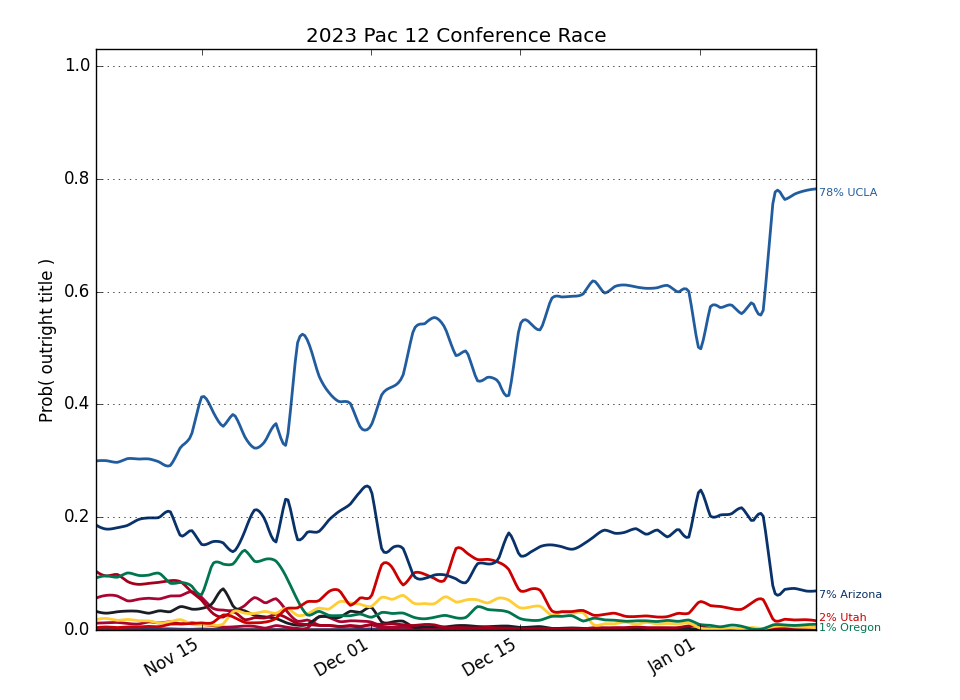 2023 Pac 12 Conference Race
1.0
0.8
0.6
0.4
0.2
0.0
Prob( outright title )
78% UCLA
7% Arizona
2% Utah
1% Oregon
Nov 15
Dec 01
Dec 15
Jan 01